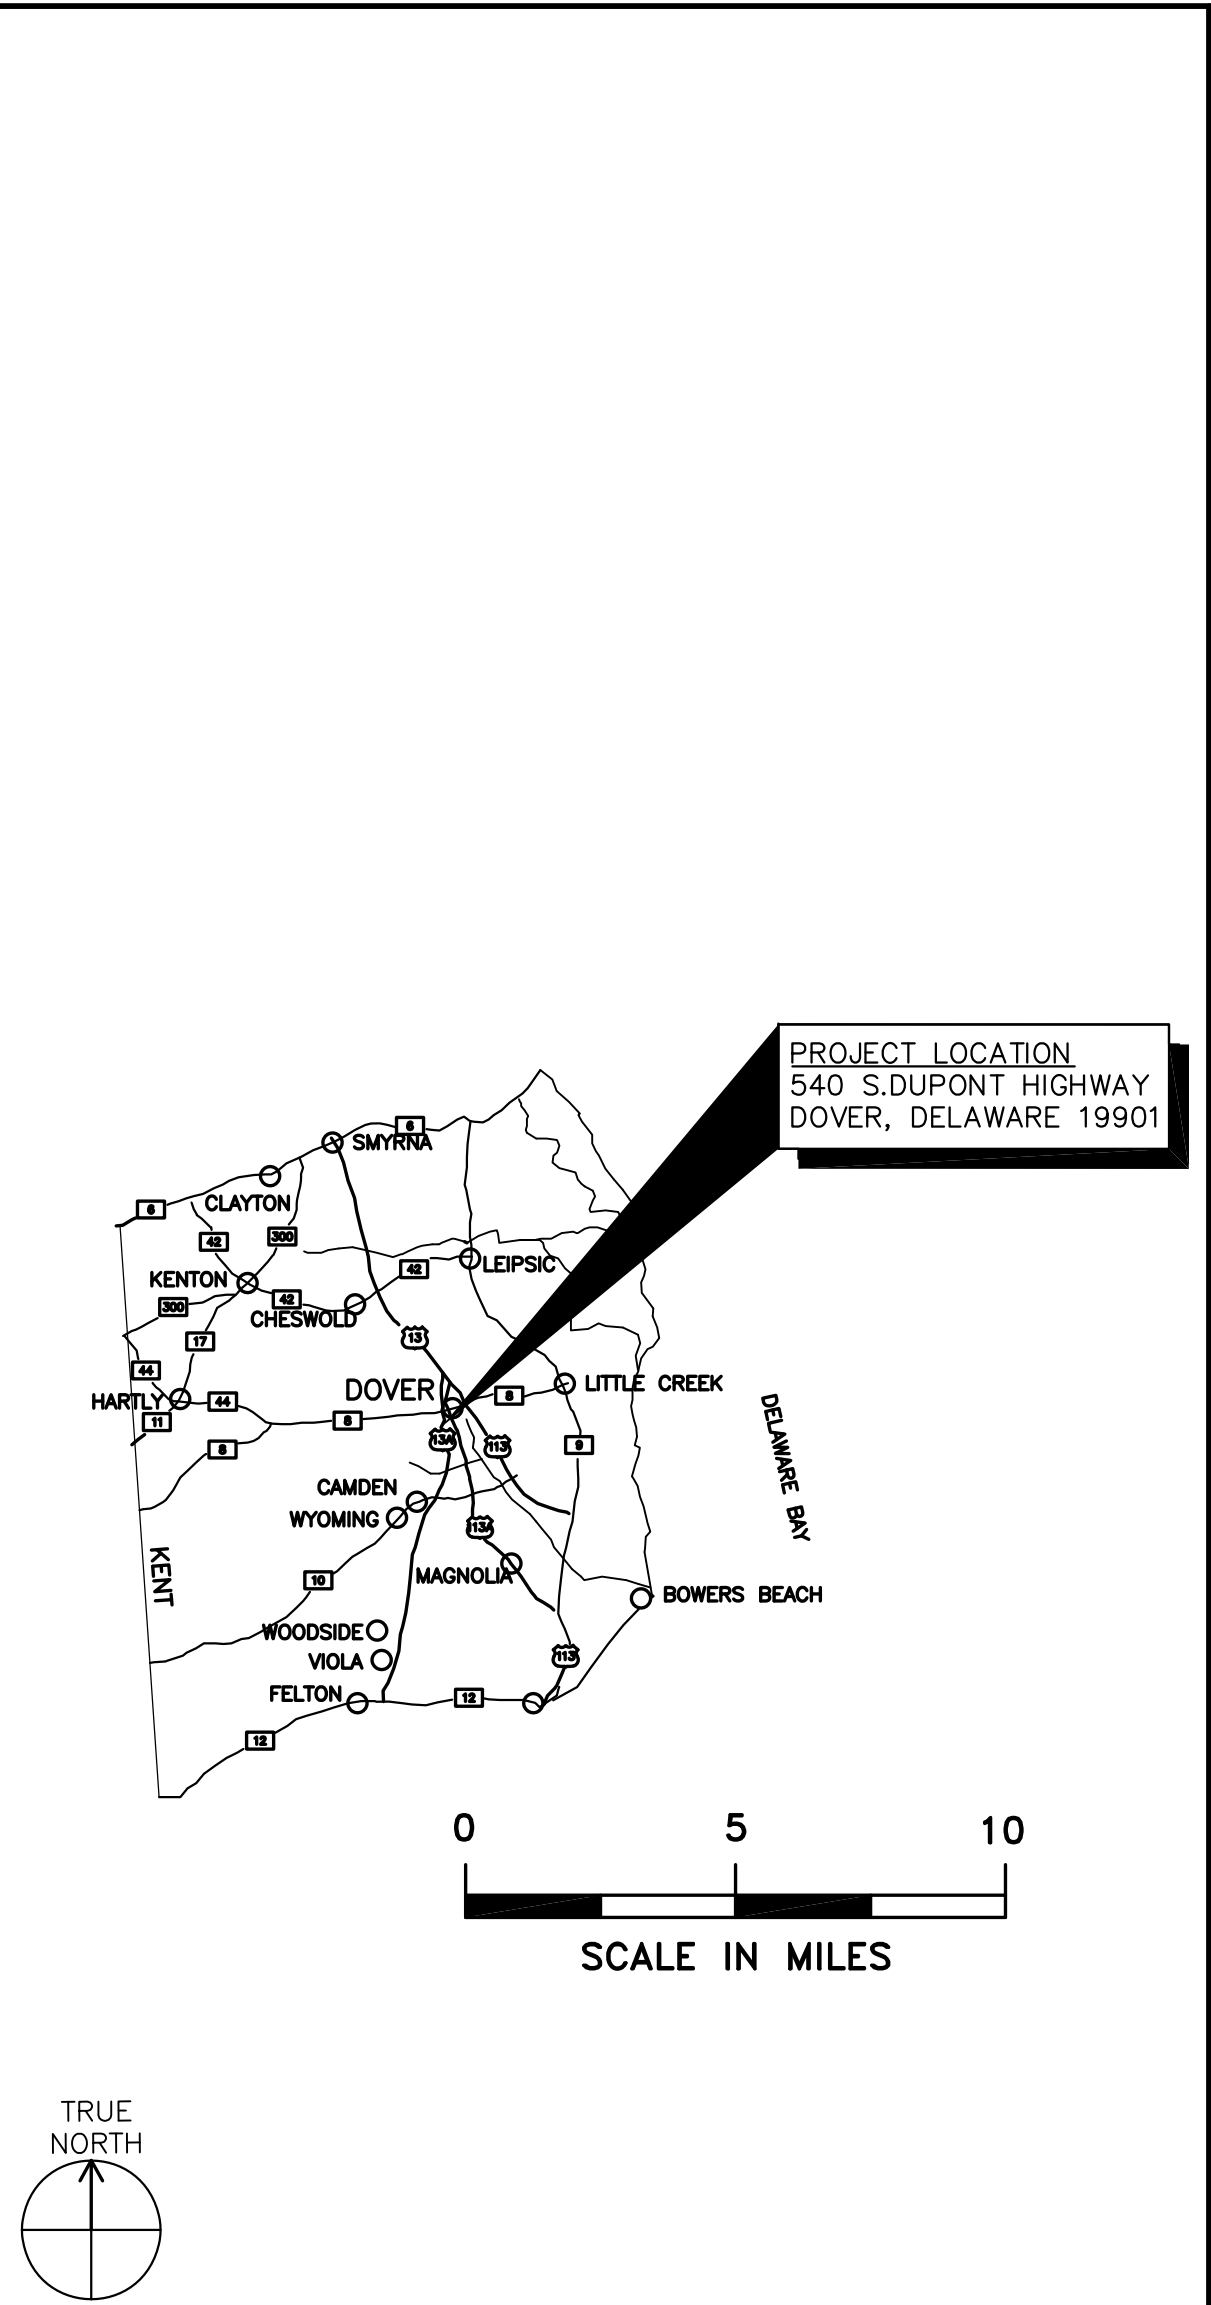 PROJECT LOCATION
540 S.DUPONT HIGHWAY
DOVER, DELAWARE 19901
6
SMYRNA
CLAYTON
6
42
300
LEIPSIC
42
KENTON
42
300
CHESWOLD
13
17
44
DOVER
LITTLE CREEK
8
HARTLY
44
11
8
13A
113
9
8
DELAWARE BAY
CAMDEN
WYOMING
113A
KENT
10
MAGNOLIA
BOWERS BEACH
WOODSIDE
VIOLA
113
FELTON
12
12
0 5 10
SCALE IN MILES
TRUE
NORTH